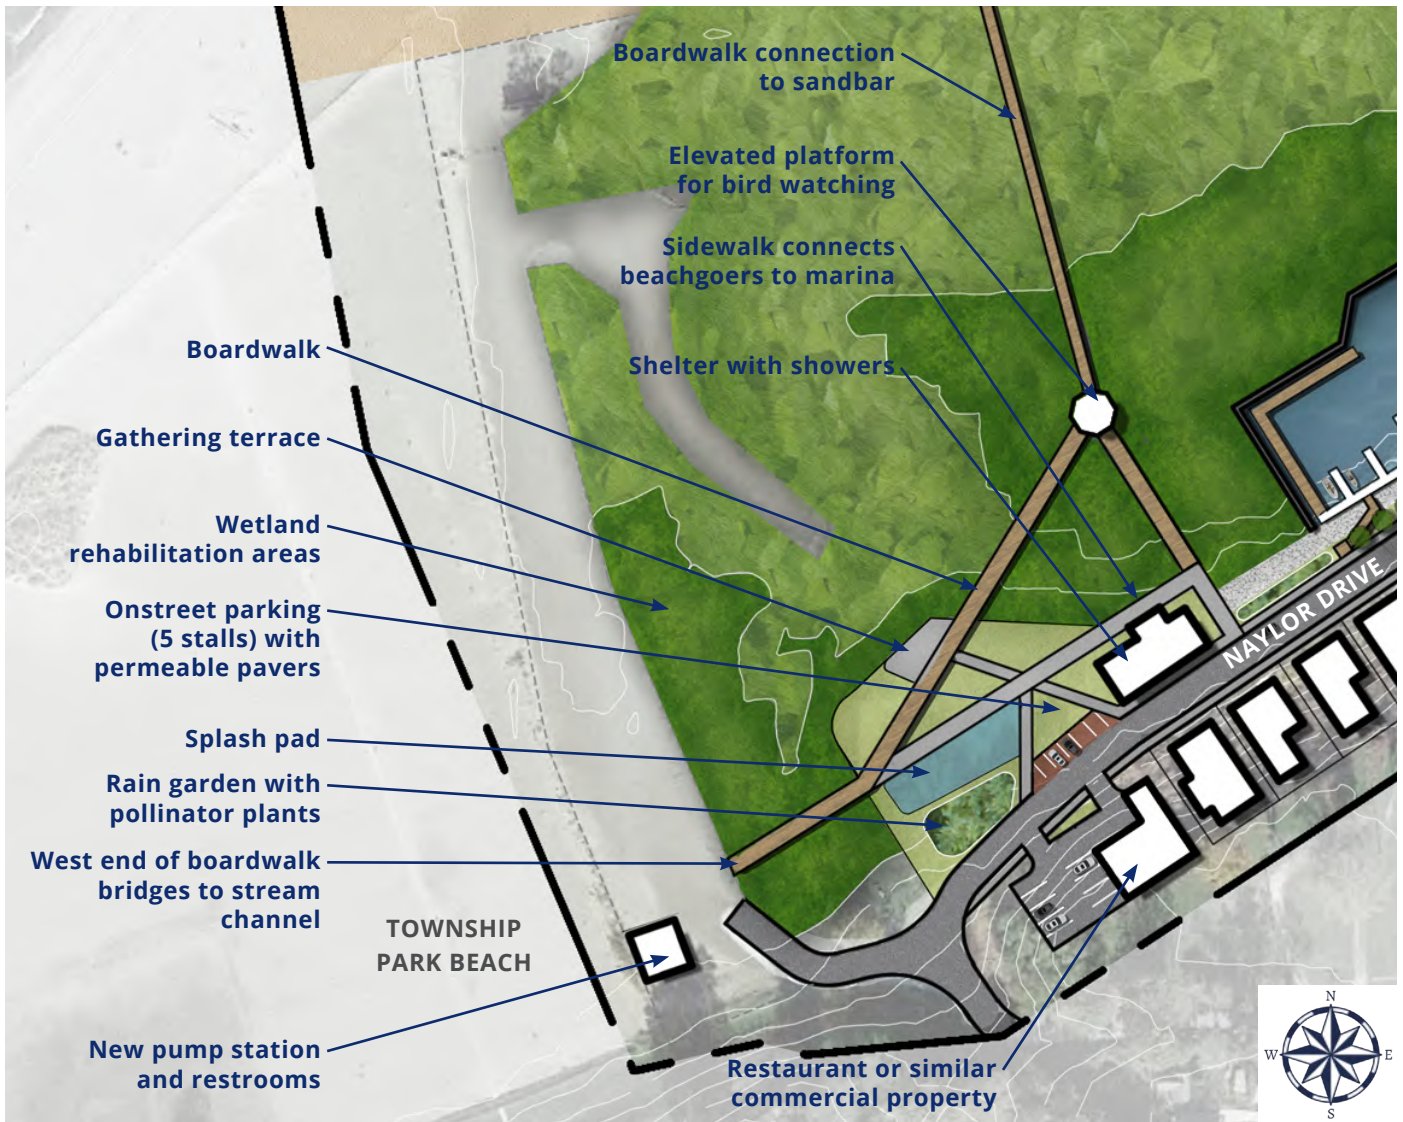 Boardwalk connection
to sandbar
Elevated platform
for bird watching
Sidewalk connects
beachgoers to marina
Shelter with showers
Boardwalk
Gathering terrace
Wetland
rehabilitation areas
Onstreet parking
(5 stalls) with
permeable pavers
Splash pad
Rain garden with
pollinator plants
West end of boardwalk
bridges to stream
channel
New pump station
and restrooms
TOWNSHIP
PARK BEACH
NAYLOR DRIVE
Restaurant or similar
commercial property
N
W
E
S